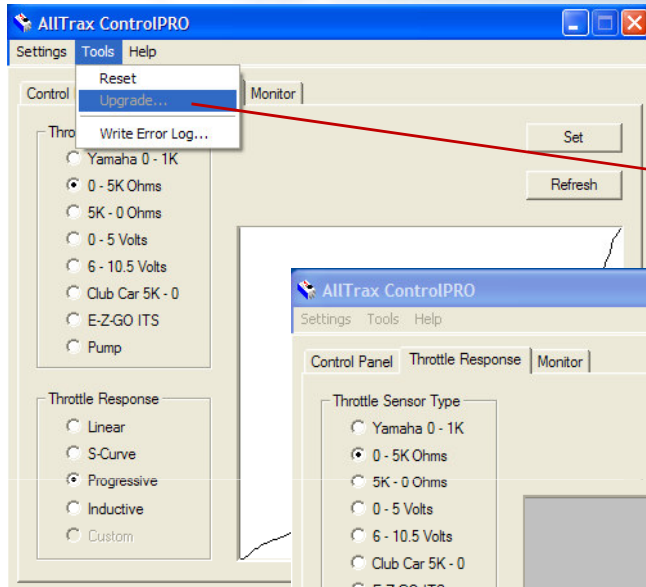 AllTrax ControlPRO
Settings Tools Help
Reset
Upgrade...
Write Error Log...
Control
Monitor
Thro
Yamaha 0 - 1K
0 - 5K Ohms
5K - 0 Ohms
0 - 5 Volts
6 - 10.5 Volts
Club Car 5K - 0
E-Z-GO ITS
Pump
Set
Refresh
Throttle Response
Linear
S-Curve
Progressive
Inductive
Custom
AllTrax ControlPRO
Settings Tools Help
Control Panel Throttle Response Monitor
Throttle Sensor Type
Yamaha 0 - 1K
0 - 5K Ohms
5K - 0 Ohms
0 - 5 Volts
6 - 10.5 Volts
Club Car 5K - 0